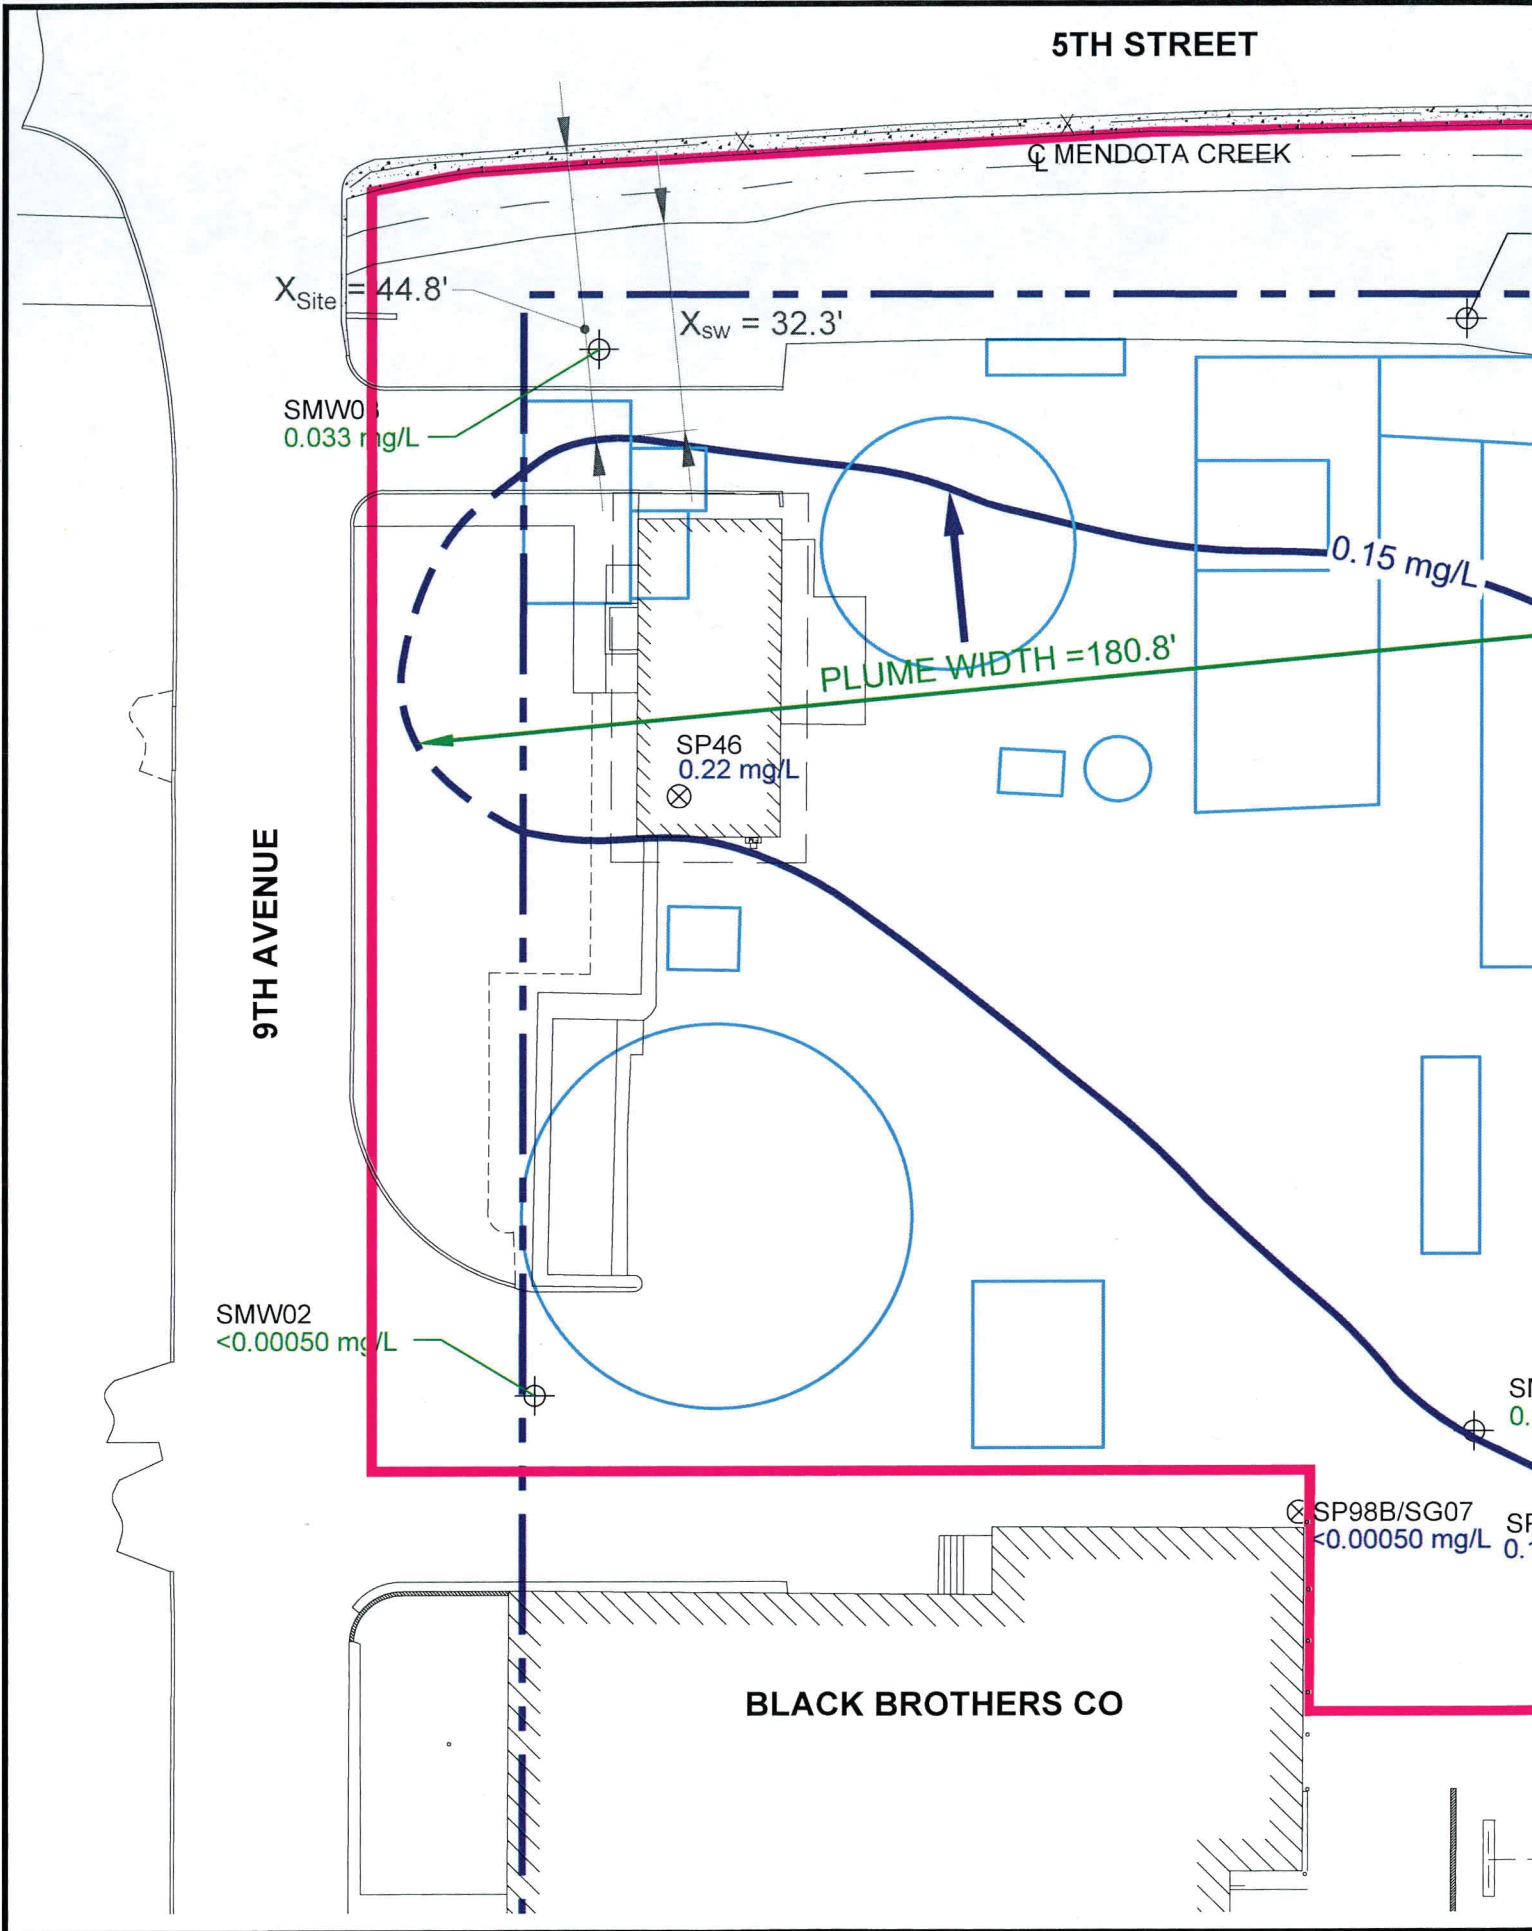 5TH STREET
℄ MENDOTA CREEK
XSite = 44.8'
XSW = 32.3'
SMW03
0.033 mg/L
0.15 mg/L
PLUME WIDTH =180.8'
SP46
0.22 mg/L
9TH AVENUE
SMW02
<0.00050 mg/L
SP98B/SG07
<0.00050 mg/L
BLACK BROTHERS CO